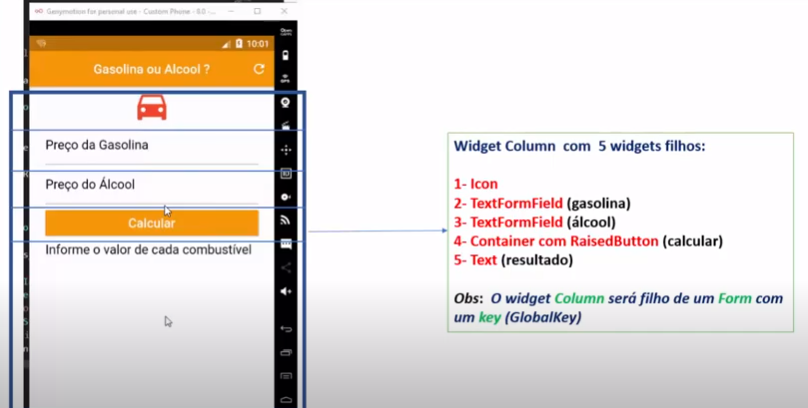 Genymotion for personal use - Custom Phone - 6.0 -...
10:01
Gasolina ou Alcool ?
Preço da Gasolina
Preço do Álcool
Calcular
Informe o valor de cada combustível
Widget Column com 5 widgets filhos:
1- Icon
2- TextFormField (gasolina)
3- TextFormField (álcool)
4- Container com RaisedButton (calcular)
5- Text (resultado)
Obs: O widget Column será filho de um Form com
um key (GlobalKey)